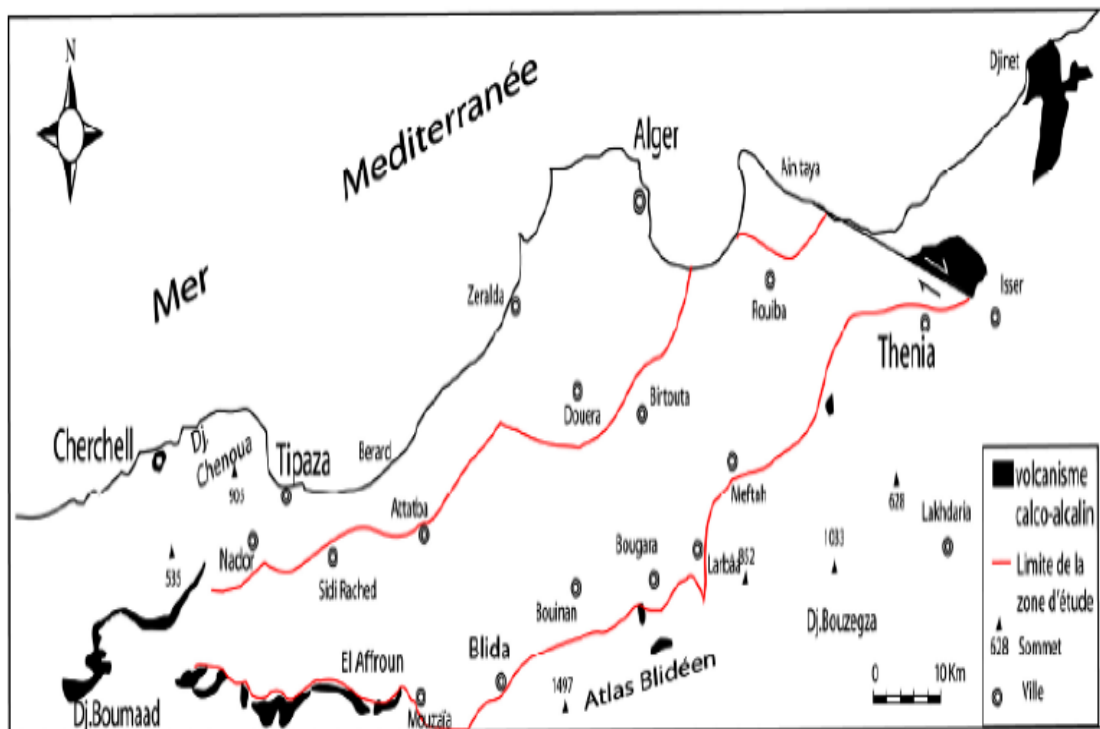 N
Mer
Mediterranée
Djinet
Alger
Ain taya
Zeralda
Rouiba
Isser
Thenia
Cherchell
Dj.
Chenoua
905
Tipaza
Berard
Douera
Birtouta
Meftah
628
Lakhdaria
535
Nador
Sidi Rached
Attatba
Bouinan
Bougara
Larbâa
852
1033
Dj.Bouzegza
Dj.Boumaad
El Affroun
Mouzaïa
Blida
1497
Atlas Blidéen
0 10 Km
volcanisme
calco-alcalin
Limite de la
zone d'étude
628 Sommet
Ville